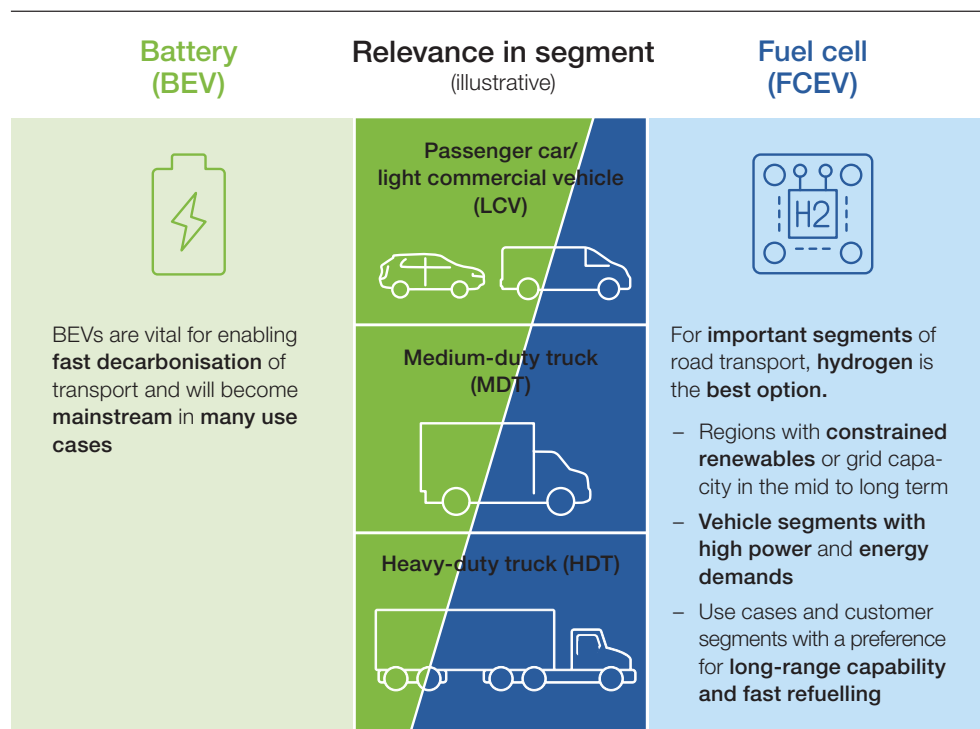 Battery
(BEV)
Relevance in segment
(illustrative)
Fuel cell
(FCEV)
BEVs are vital for enabling
fast decarbonisation of
transport and will become
mainstream in many use
cases
Passenger car/
light commercial vehicle
(LCV)
Medium-duty truck
(MDT)
Heavy-duty truck (HDT)
H2
For important segments of
road transport, hydrogen is
the best option.
– Regions with constrained
renewables or grid capa-
city in the mid to long term
– Vehicle segments with
high power and energy
demands
– Use cases and customer
segments with a preference
for long-range capability
and fast refuelling